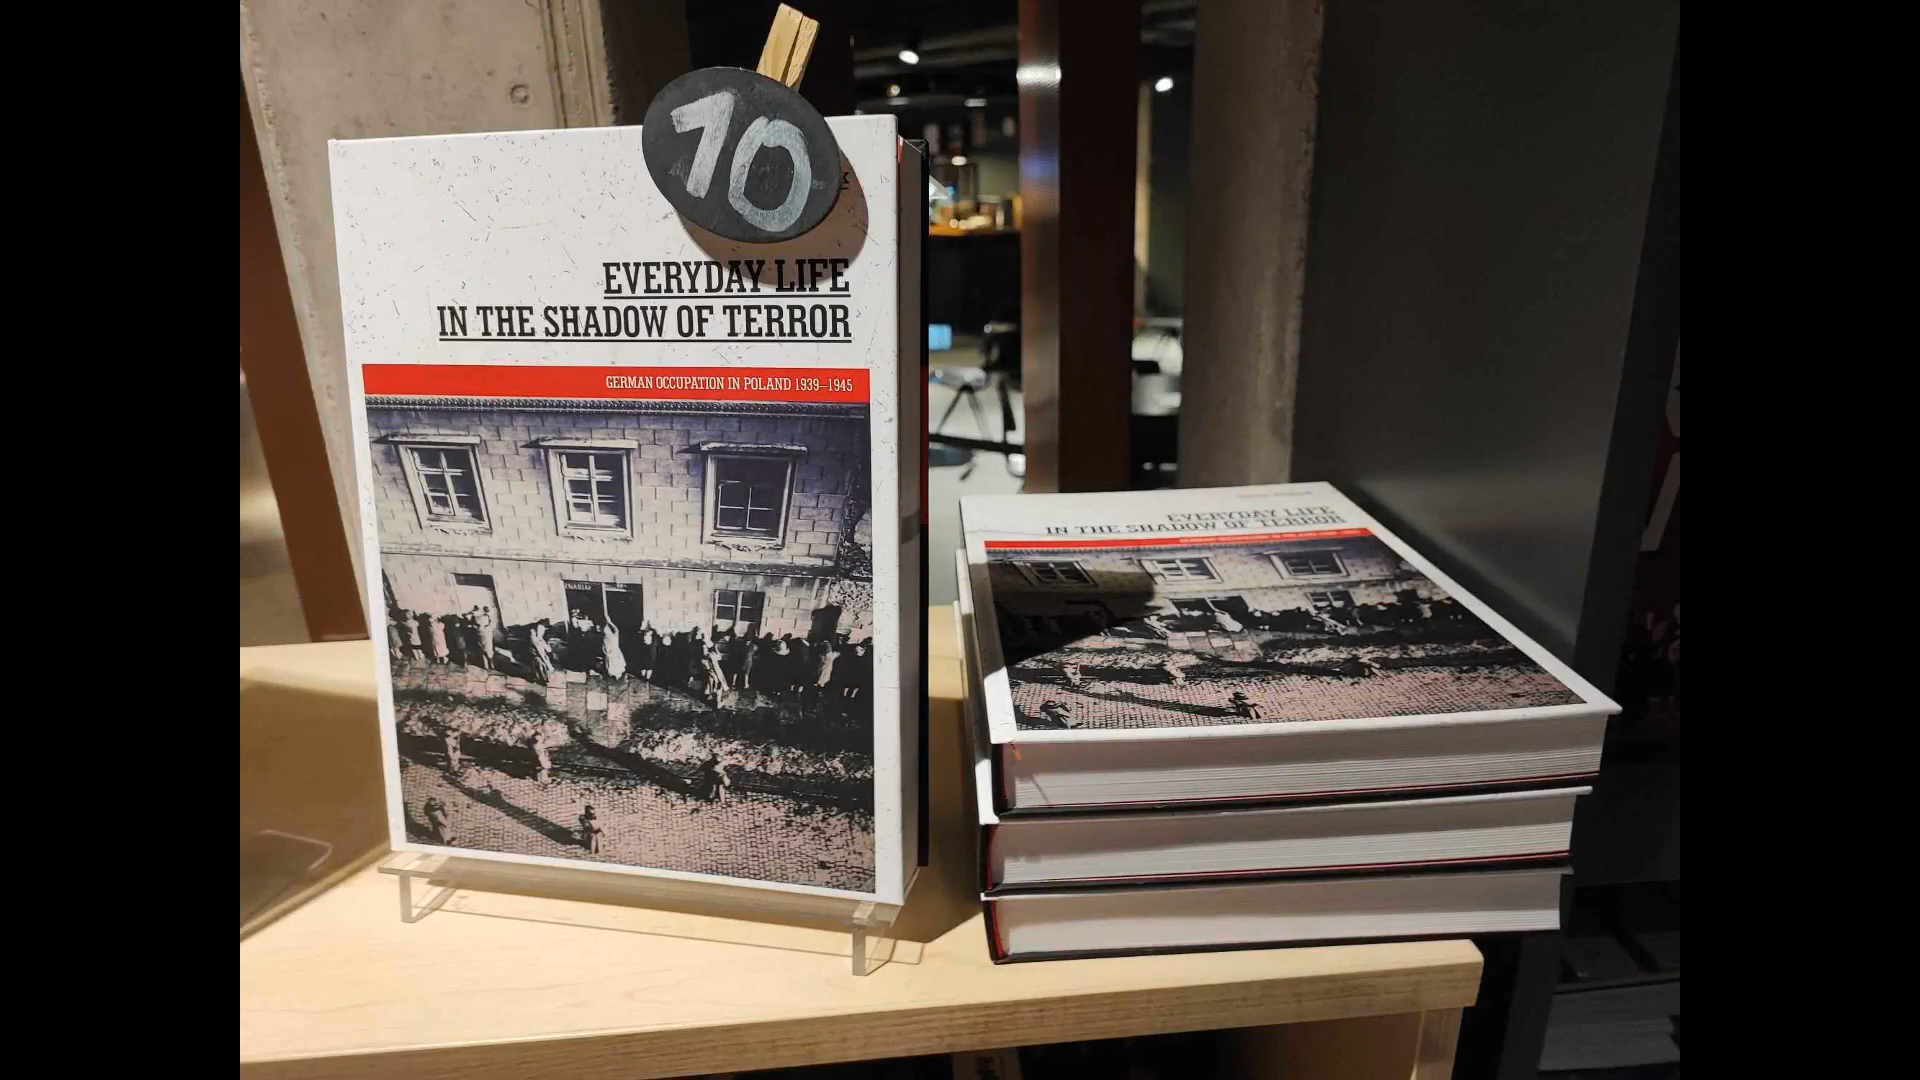 10
EVERYDAY LIFE
IN THE SHADOW OF TERROR
GERMAN OCCUPATION IN POLAND 1939–1945
EVERYDAY LIFE
IN THE SHADOW OF TERROR